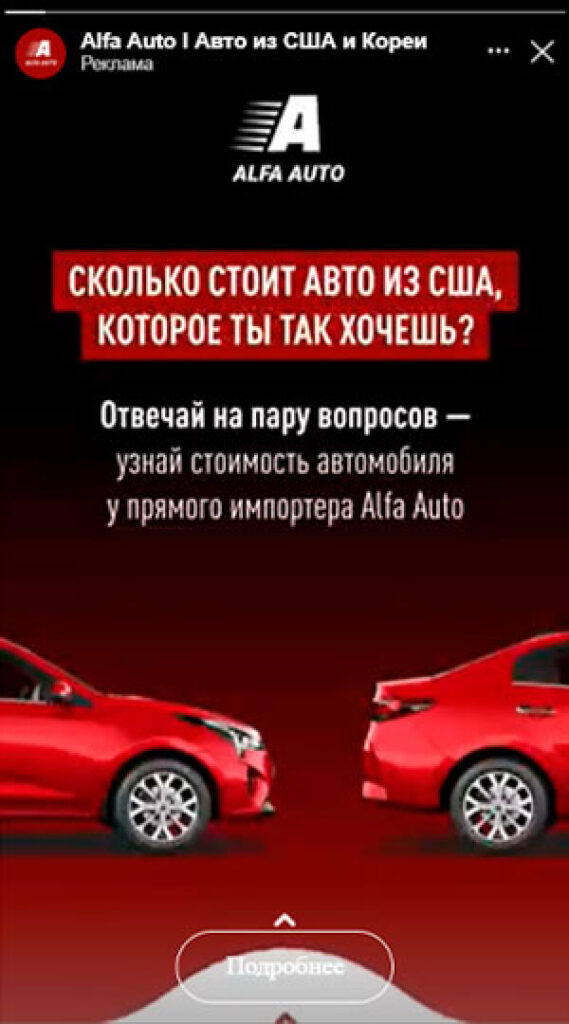 Alfa Auto I Авто из США и Кореи
Реклама
A
ALFA AUTO
СКОЛЬКО СТОИТ АВТО ИЗ США,
КОТОРОЕ ТЫ ТАК ХОЧЕШЬ?
Отвечай на пару вопросов —
узнай стоимость автомобиля
у прямого импортера Alfa Auto
Подробнее